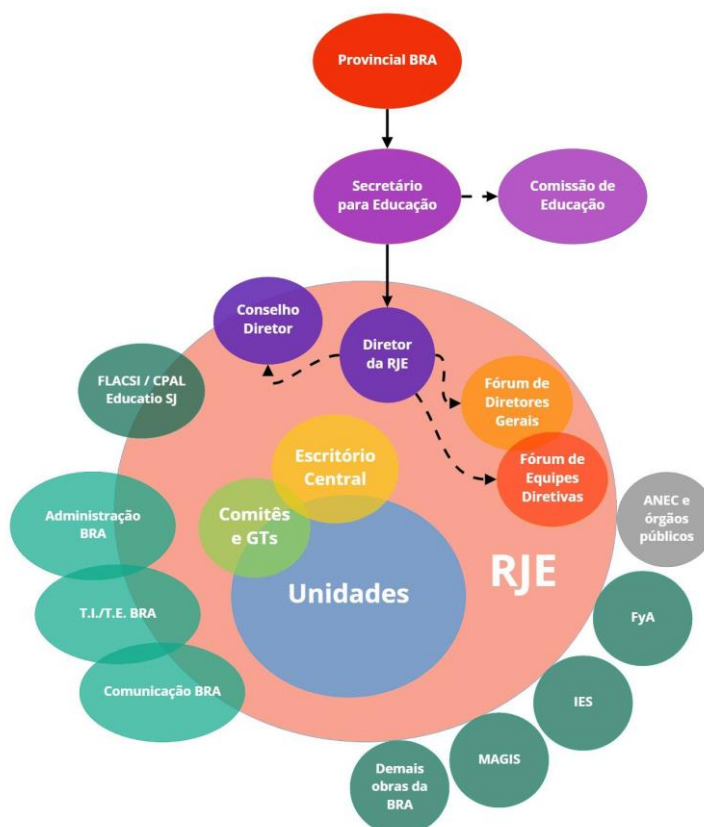 Provincial BRA
Secretário
para Educação
Comissão de
Educação
Conselho
Diretor
Diretor
da RJE
FLACSI / CPAL
Educatio SJ
Fórum de
Diretores
Gerais
Escritório
Central
Fórum de
Equipes
Diretivas
Administração
BRA
Comitês
e GTs
ANEC e
órgãos
públicos
RJE
Unidades
T.I./T.E. BRA
FyA
Comunicação BRA
IES
MAGIS
Demais
obras da
BRA